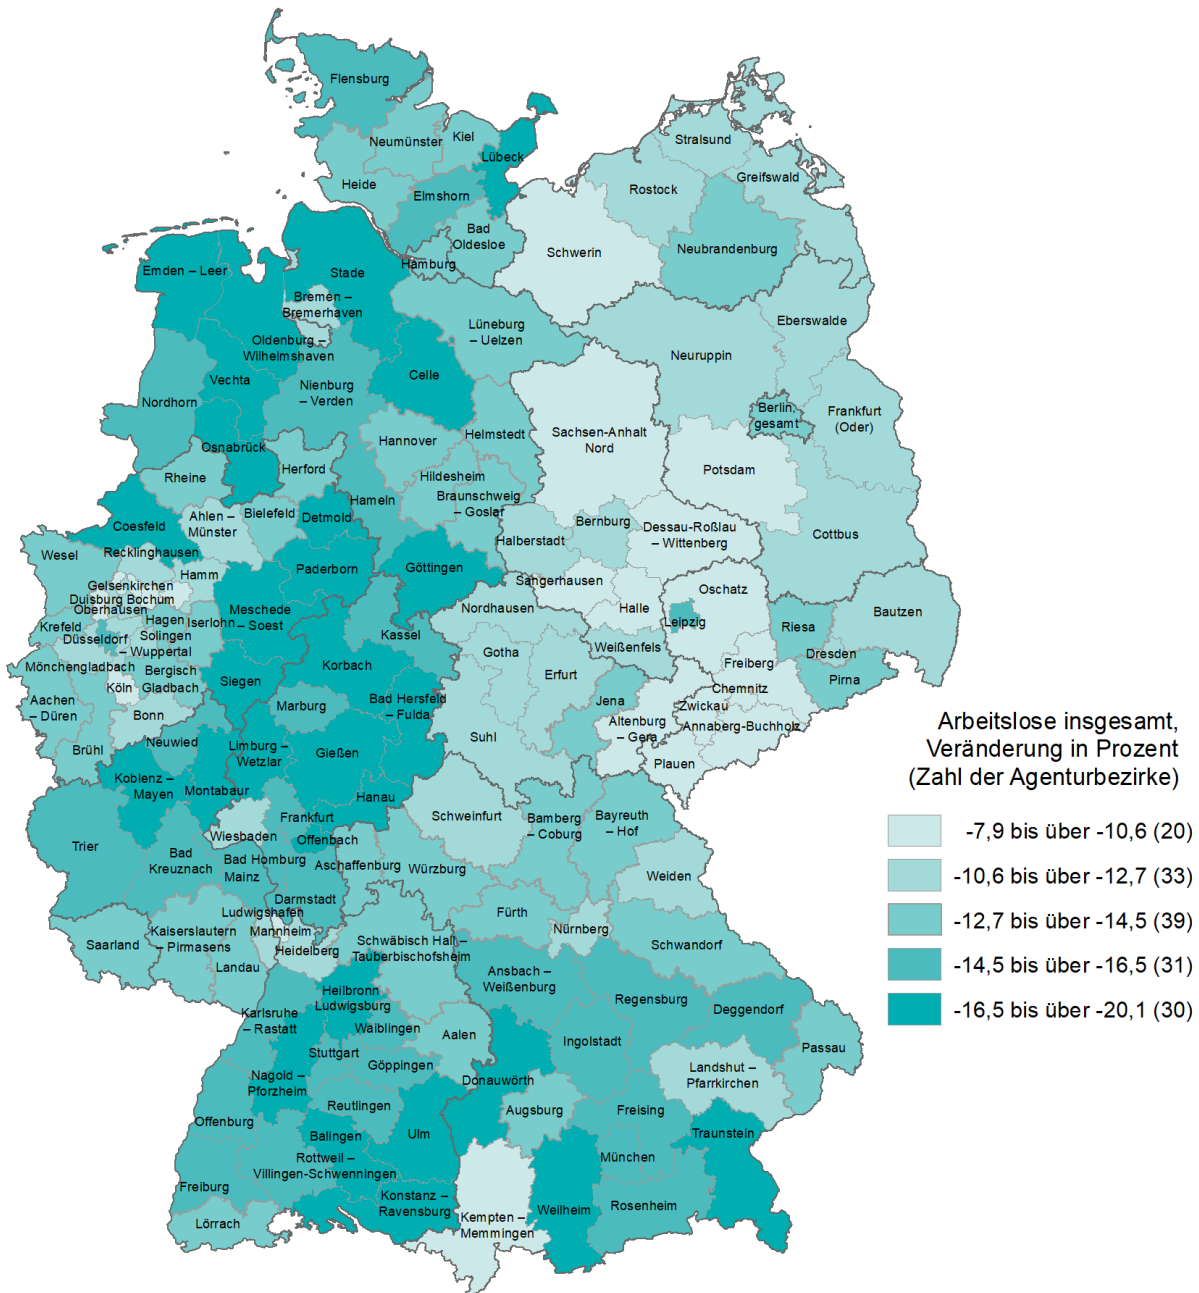 Flensburg
Kiel
Neumünster
Lübeck
Heide
Elmshorn
Bad
Oldesloe
Hamburg
Stralsund
Greifswald
Rostock
Schwerin
Neubrandenburg
Emden – Leer
Stade
Bremen –
Bremerhaven
Oldenburg –
Wilhelmshaven
Lüneburg
– Uelzen
Eberswalde
Neuruppin
Vechta
Nordhorn
Nienburg
– Verden
Celle
Berlin,
gesamt
Frankfurt
(Oder)
Osnabrück
Hannover
Helmstedt
Sachsen-Anhalt
Nord
Potsdam
Rheine
Herford
Hildesheim
Hameln
Braunschweig
– Goslar
Coesfeld
Ahlen –
Münster
Bielefeld
Detmold
Halberstadt
Bernburg
Dessau-Roßlau
– Wittenberg
Cottbus
Wesel
Recklinghausen
Hamm
Paderborn
Göttingen
Sangerhausen
Oschatz
Gelsenkirchen
Duisburg
Bochum
Oberhausen
Hagen
Iserlohn
Meschede
– Soest
Kassel
Nordhausen
Halle
Leipzig
Riesa
Bautzen
Krefeld
Düsseldorf
Solingen
– Wuppertal
Mönchengladbach
Bergisch
Gladbach
Köln
Siegen
Korbach
Gotha
Erfurt
Weißenfels
Freiberg
Dresden
Pirna
Aachen
– Düren
Bonn
Brühl
Neuwied
Marburg
Bad Hersfeld
– Fulda
Suhl
Jena
Altenburg
– Gera
Chemnitz
Zwickau
Annaberg-Buchholz
Plauen
Koblenz –
Mayen
Montabaur
Limburg –
Wetzlar
Gießen
Hanau
Schweinfurt
Bamberg
– Coburg
Bayreuth
– Hof
Trier
Wiesbaden
Frankfurt
Offenbach
Bad
Kreuznach
Bad Homburg
Mainz
Aschaffenburg
Würzburg
Weiden
Darmstadt
Ludwigshafen
Mannheim
Heidelberg
Saarland
Kaiserslautern
– Pirmasens
Landau
Schwäbisch Hall –
Tauberbischofsheim
Fürth
Nürnberg
Schwandorf
Ansbach –
Weißenburg
Regensburg
Deggendorf
Passau
Heilbronn
Ludwigsburg
Karlsruhe
– Rastatt
Waiblingen
Aalen
Stuttgart
Göppingen
Ingolstadt
Landshut –
Pfarrkirchen
Nagold –
Pforzheim
Reutlingen
Donauwörth
Augsburg
Freising
Offenburg
Balingen
Ulm
Traunstein
Rottweil –
Villingen-Schwenningen
München
Freiburg
Konstanz –
Ravensburg
Weilheim
Rosenheim
Lörrach
Kempten –
Memmingen
Arbeitslose insgesamt,
Veränderung in Prozent
(Zahl der Agenturbezirke)
-7,9 bis über -10,6 (20)
-10,6 bis über -12,7 (33)
-12,7 bis über -14,5 (39)
-14,5 bis über -16,5 (31)
-16,5 bis über -20,1 (30)